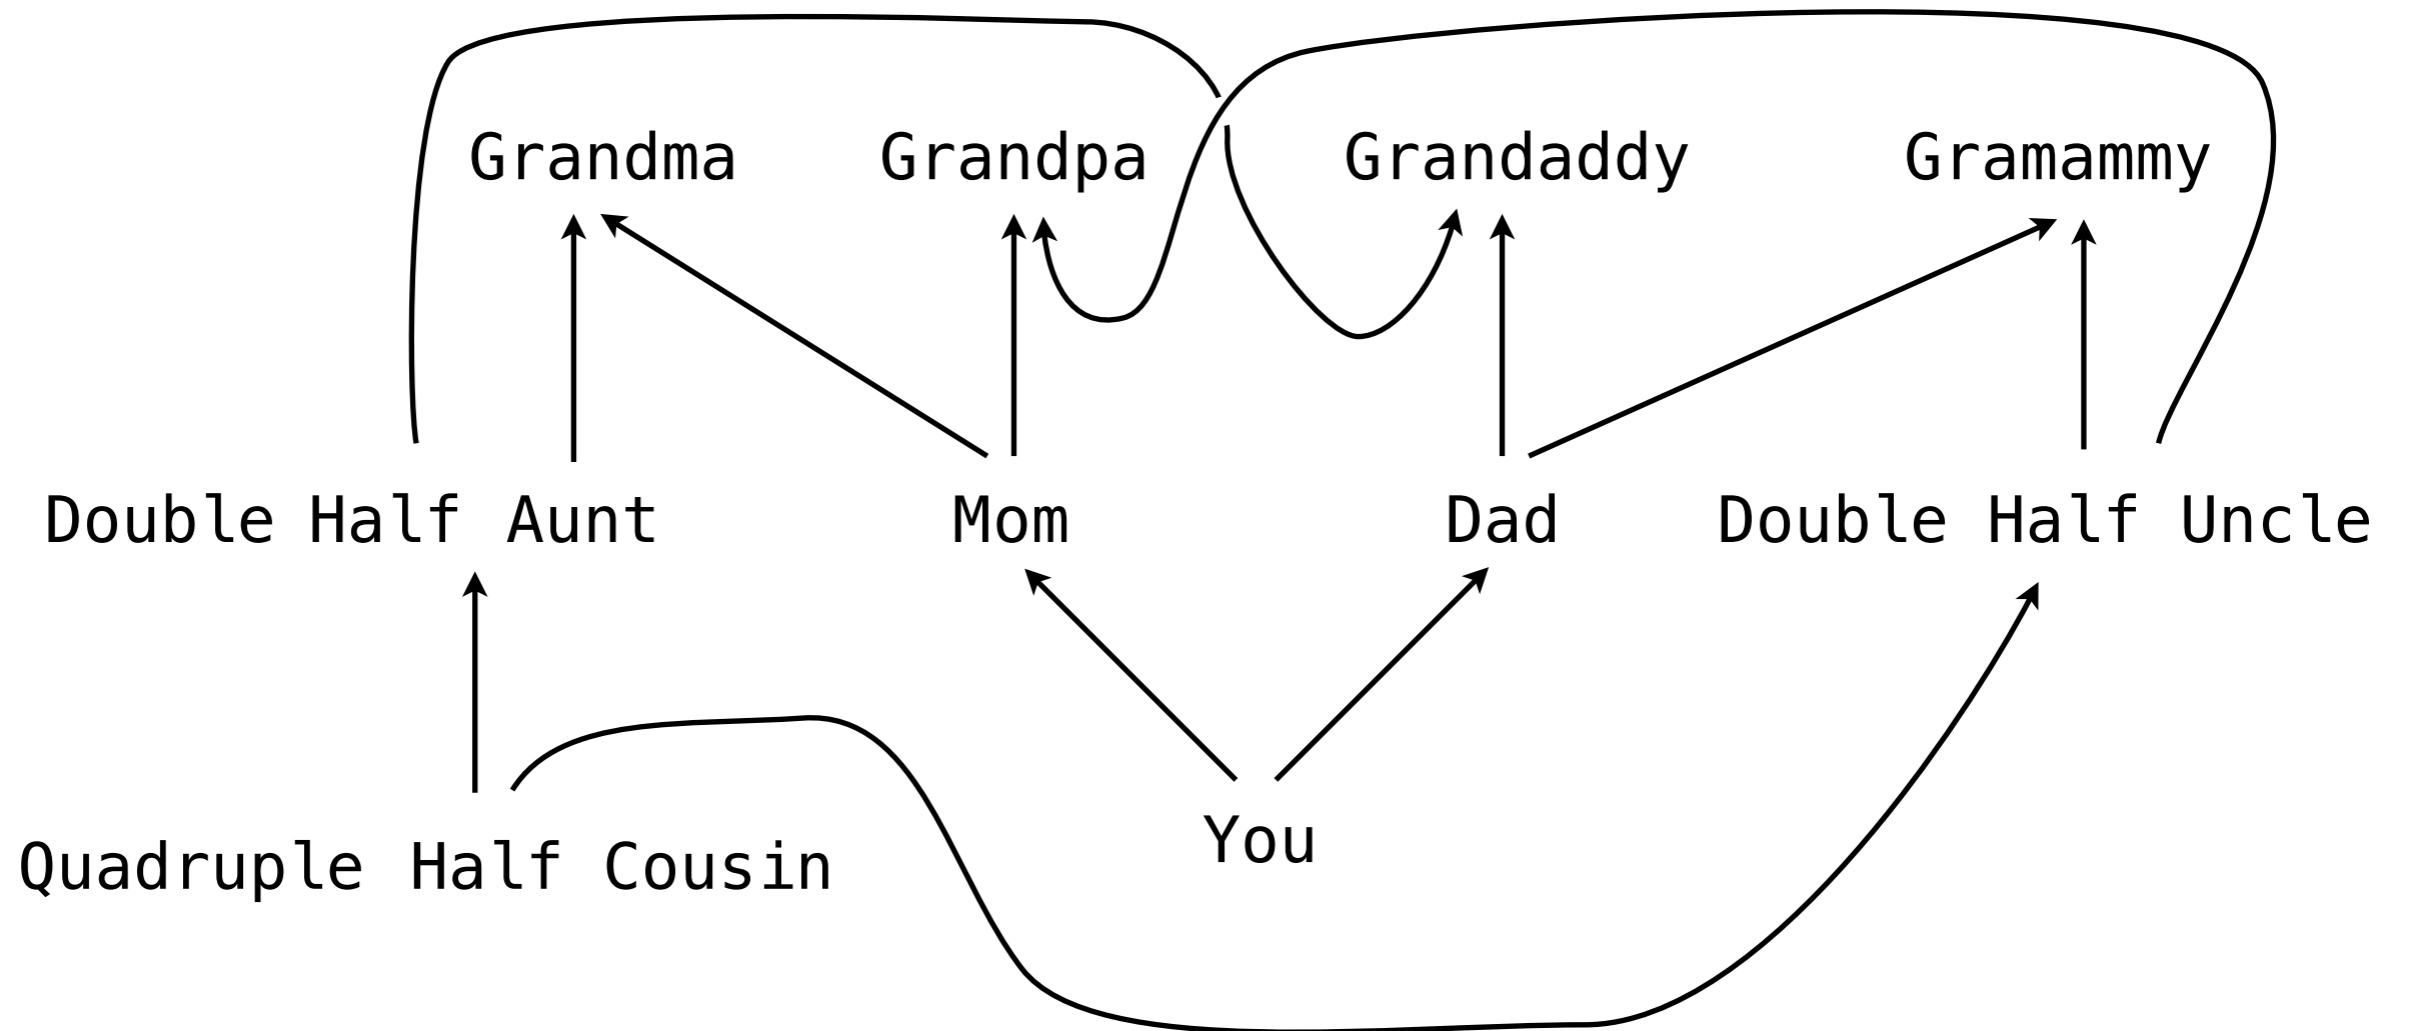 Grandma Grandpa Grandaddy Gramammy
Double Half Aunt Mom Dad Double Half Uncle
You
Quadruple Half Cousin